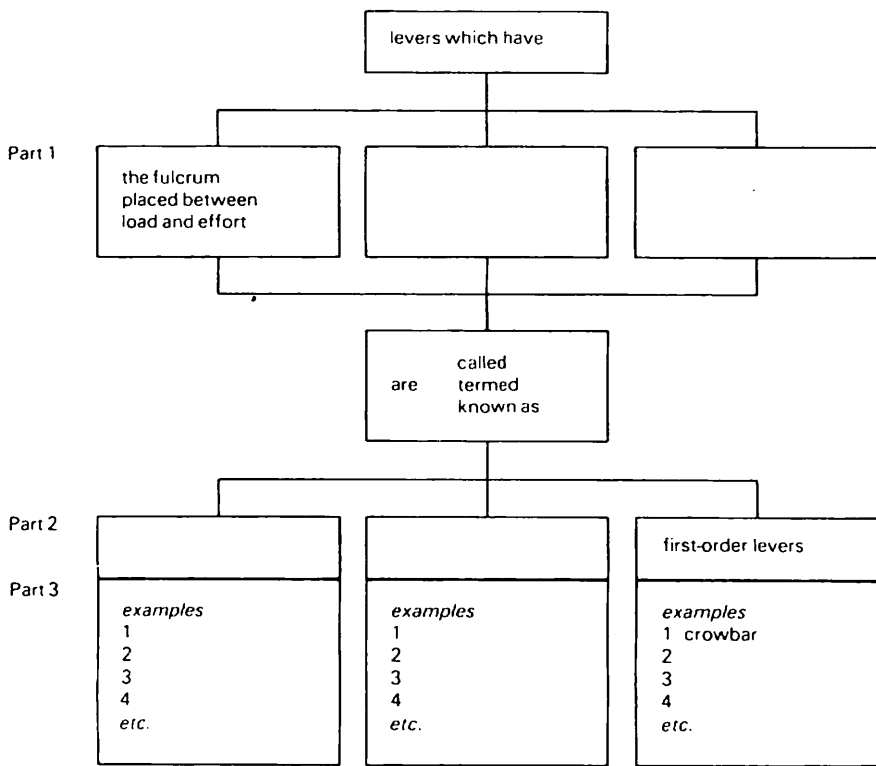 levers which have
Part 1
the fulcrum
placed between
load and effort
called
are termed
known as
Part 2
first-order levers
Part 3
examples
1
2
3
4
etc.
examples
1
2
3
4
etc.
examples
1 crowbar
2
3
4
etc.